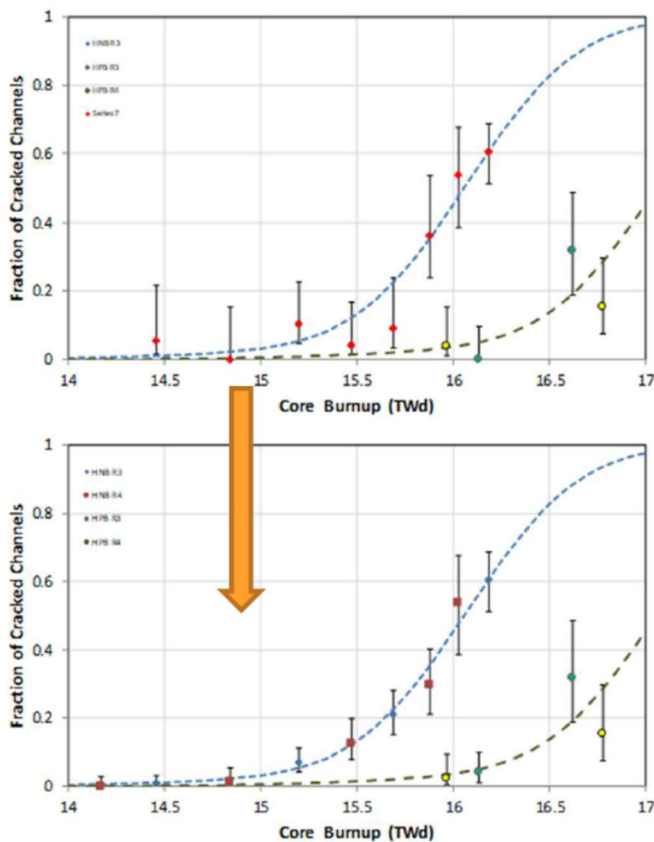 Fraction of Cracked Channels
1
0.8
0.6
0.4
0.2
0
HNB R3
HPB R3
HPB R4
Series7
14
14.5
15
15.5
16
16.5
17
Core Burnup (TWd)
Fraction of Cracked Channels
1
0.8
0.6
0.4
0.2
0
HNB R3
HNB R4
HPB R3
HPB R4
14
14.5
15
15.5
16
16.5
17
Core Burnup (TWd)